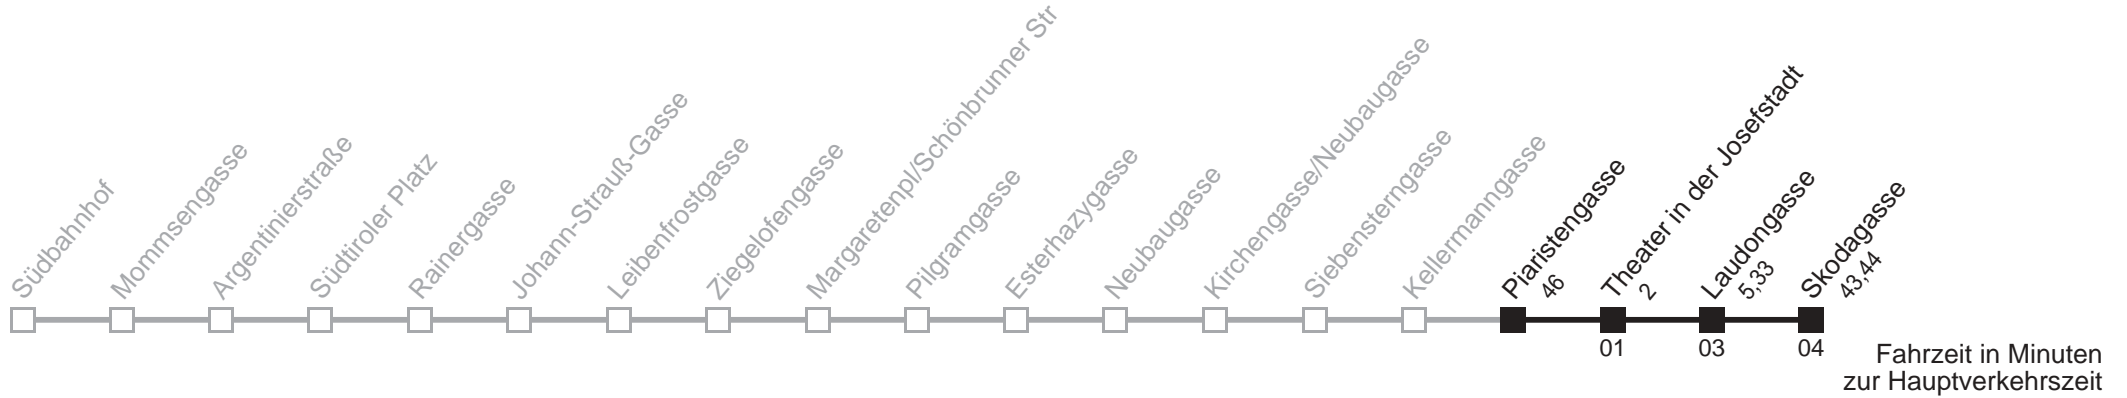 Südbahnhof
Mommsengasse
Argentinierstraße
Südtiroler Platz
Rainergasse
Johann-Strauß-Gasse
Leibenfrostgasse
Ziegelofengasse
Margaretenpl/Schönbrunner Str
Pilgramgasse
Esterhazygasse
Neubaugasse
Kirchengasse/Neubaugasse
Siebensterngasse
Kellermanngasse
Piaristengasse
46
Theater in der Josefstadt
2
Laudongasse
5,33
Skodagasse
43,44
01
03
04
Fahrzeit in Minuten
zur Hauptverkehrszeit